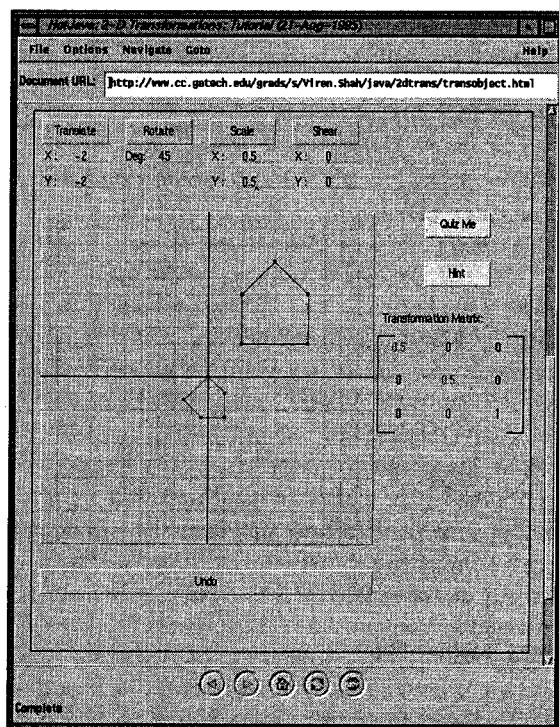 HotJava: 2-D Transformations: Tutorial (21-Aug-1995)
File Options Navigate Goto Help
Document URL: http://www.cc.gatech.edu/grads/s/Viren.Shah/java/2dtrans/transobject.html
Translate Rotate Scale Shear
X: -2 Deg: 45 X: 0.5 X: 0
Y: -2 Y: 0.5 Y: 0
Quiz Me
Hint
Transformation Matrix:
0.5 0 0
0 0.5 0
0 0 1
Undo
Complete